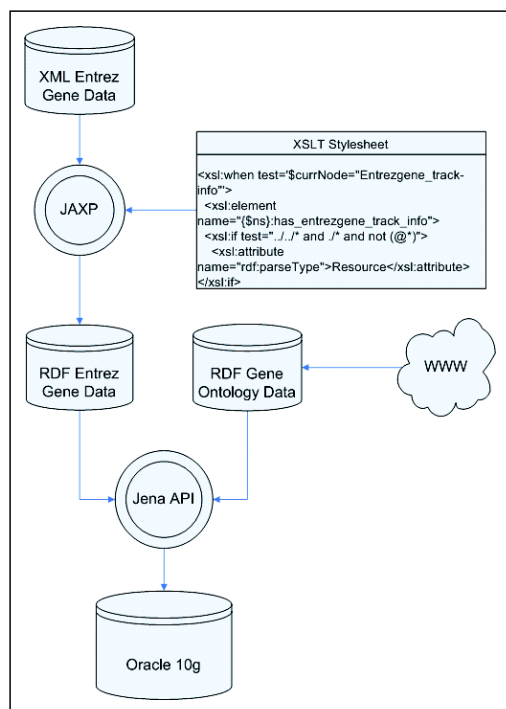 XML Entrez
Gene Data
XSLT Stylesheet
<xsl:when test='$currNode="Entrezgene_track-
info"'>
<xsl:element
name="{$ns}:has_entrezgene_track_info">
<xsl:if test="../../* and ./* and not (@*)">
<xsl:attribute
name="rdf:parseType">Resource</xsl:attribute>
</xsl:if>
JAXP
RDF Entrez
Gene Data
RDF Gene
Ontology Data
WWW
Jena API
Oracle 10g